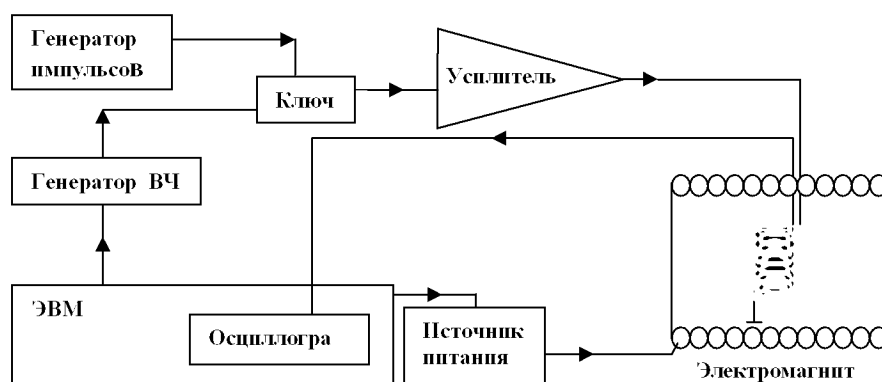 Генератор
импульсоВ
Ключ
Усилитель
Генератор ВЧ
ЭВМ
Осциллогра
Источник
питания
Электромагнит